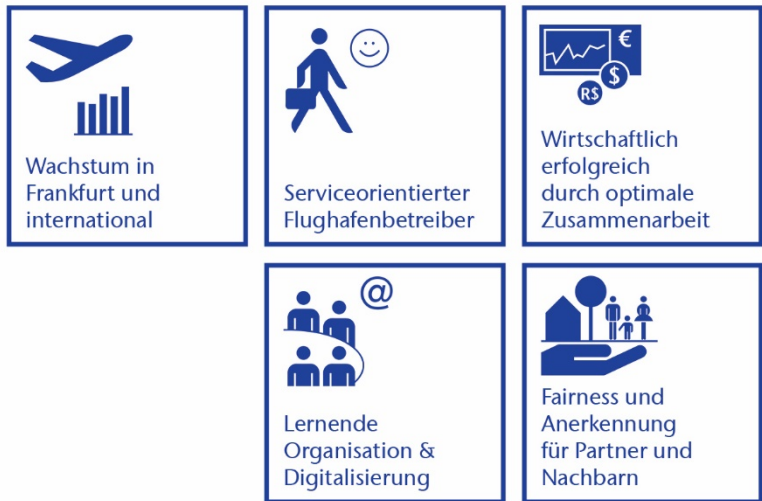 Wachstum in
Frankfurt und
international
Serviceorientierter
Flughafenbetreiber
€
$
R$
Wirtschaftlich
erfolgreich
durch optimale
Zusammenarbeit
@
Lernende
Organisation &
Digitalisierung
Fairness und
Anerkennung
für Partner und
Nachbarn